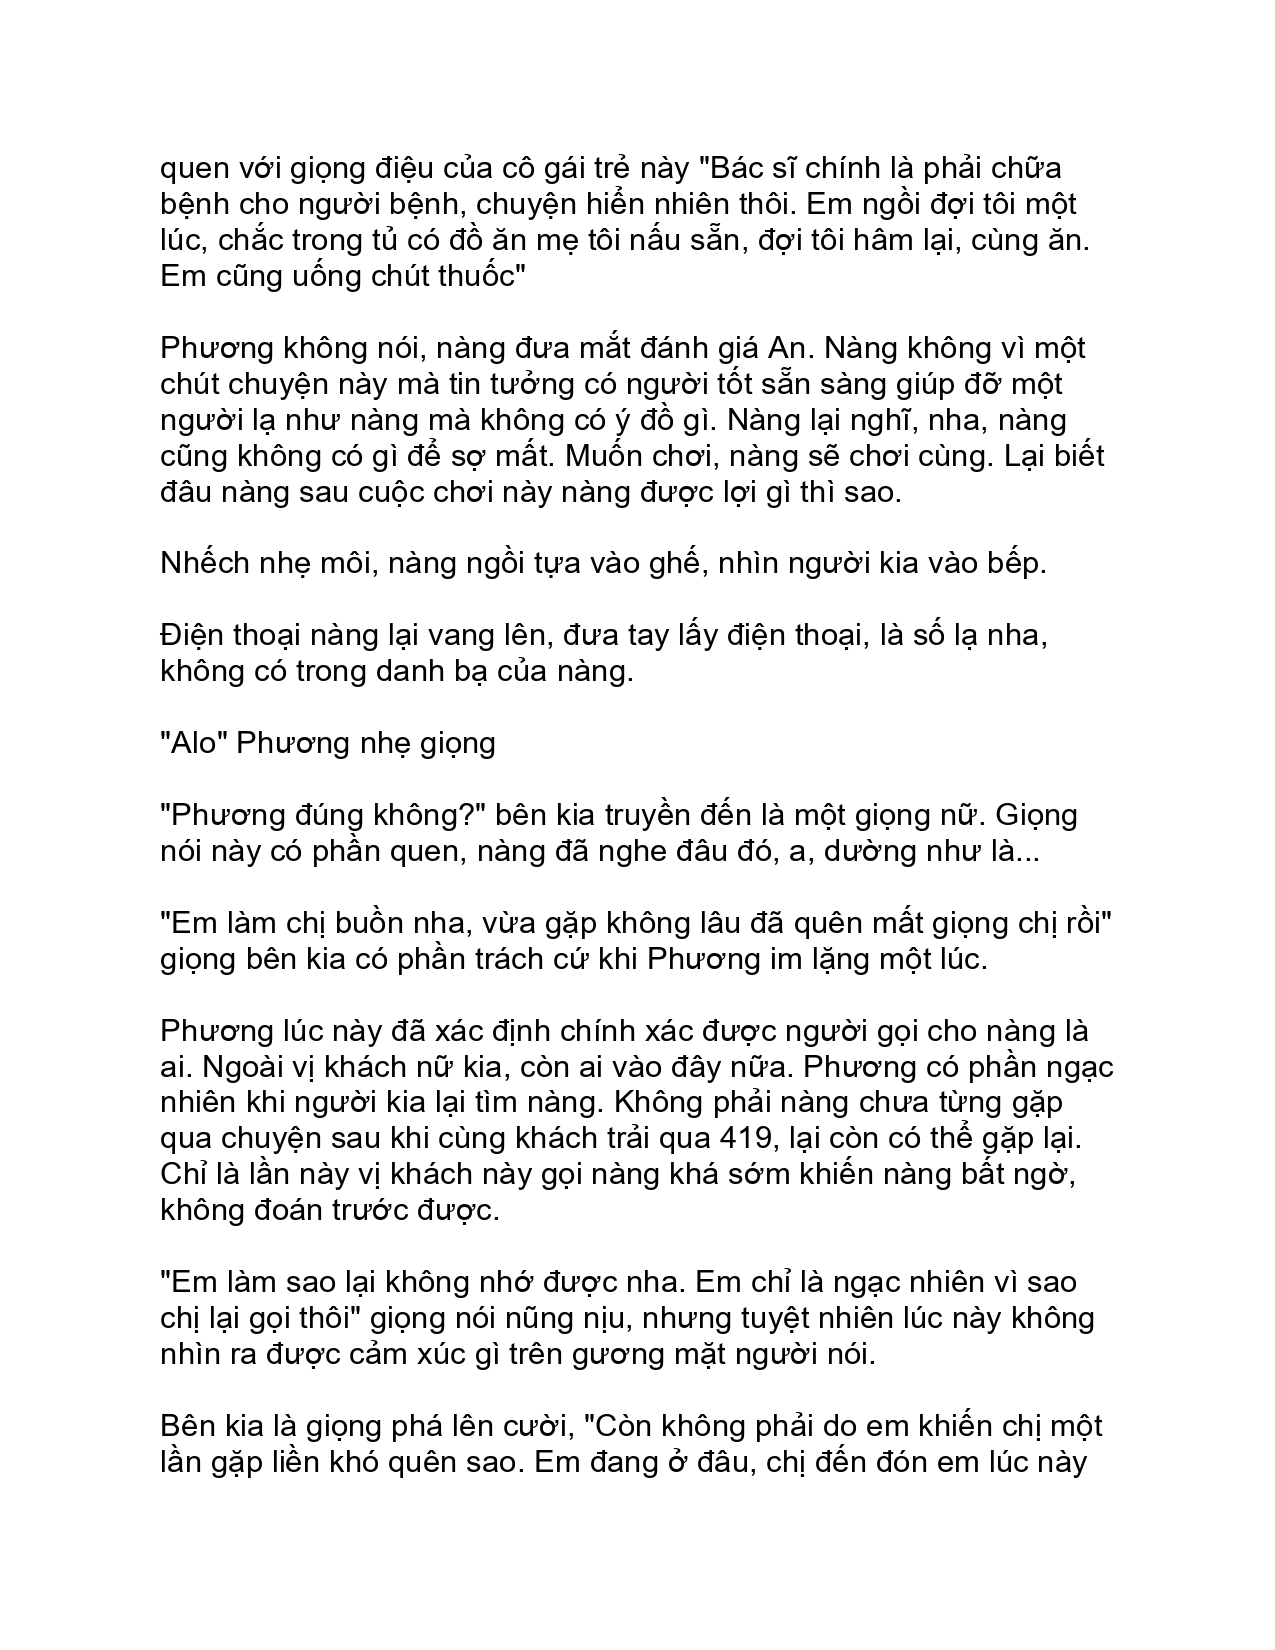 quen với giọng điệu của cô gái trẻ này "Bác sĩ chính là phải chữa
bệnh cho người bệnh, chuyện hiển nhiên thôi. Em ngồi đợi tôi một
lúc, chắc trong tủ có đồ ăn mẹ tôi nấu sẵn, đợi tôi hâm lại, cùng ăn.
Em cũng uống chút thuốc"
Phương không nói, nàng đưa mắt đánh giá An. Nàng không vì một
chút chuyện này mà tin tưởng có người tốt sẵn sàng giúp đỡ một
người lạ như nàng mà không có ý đồ gì. Nàng lại nghĩ, nha, nàng
cũng không có gì để sợ mất. Muốn chơi, nàng sẽ chơi cùng. Lại biết
đâu nàng sau cuộc chơi này nàng được lợi gì thì sao.
Nhếch nhẹ môi, nàng ngồi tựa vào ghế, nhìn người kia vào bếp.
Điện thoại nàng lại vang lên, đưa tay lấy điện thoại, là số lạ nha,
không có trong danh bạ của nàng.
"Alo" Phương nhẹ giọng
"Phương đúng không?" bên kia truyền đến là một giọng nữ. Giọng
nói này có phần quen, nàng đã nghe đâu đó, a, dường như là...
"Em làm chị buồn nha, vừa gặp không lâu đã quên mất giọng chị rồi"
giọng bên kia có phần trách cứ khi Phương im lặng một lúc.
Phương lúc này đã xác định chính xác được người gọi cho nàng là
ai. Ngoài vị khách nữ kia, còn ai vào đây nữa. Phương có phần ngạc
nhiên khi người kia lại tìm nàng. Không phải nàng chưa từng gặp
qua chuyện sau khi cùng khách trải qua 419, lại còn có thể gặp lại.
Chỉ là lần này vị khách này gọi nàng khá sớm khiến nàng bất ngờ,
không đoán trước được.
"Em làm sao lại không nhớ được nha. Em chỉ là ngạc nhiên vì sao
chị lại gọi thôi" giọng nói nũng nịu, nhưng tuyệt nhiên lúc này không
nhìn ra được cảm xúc gì trên gương mặt người nói.
Bên kia là giọng phá lên cười, "Còn không phải do em khiến chị một
lần gặp liền khó quên sao. Em đang ở đâu, chị đến đón em lúc này